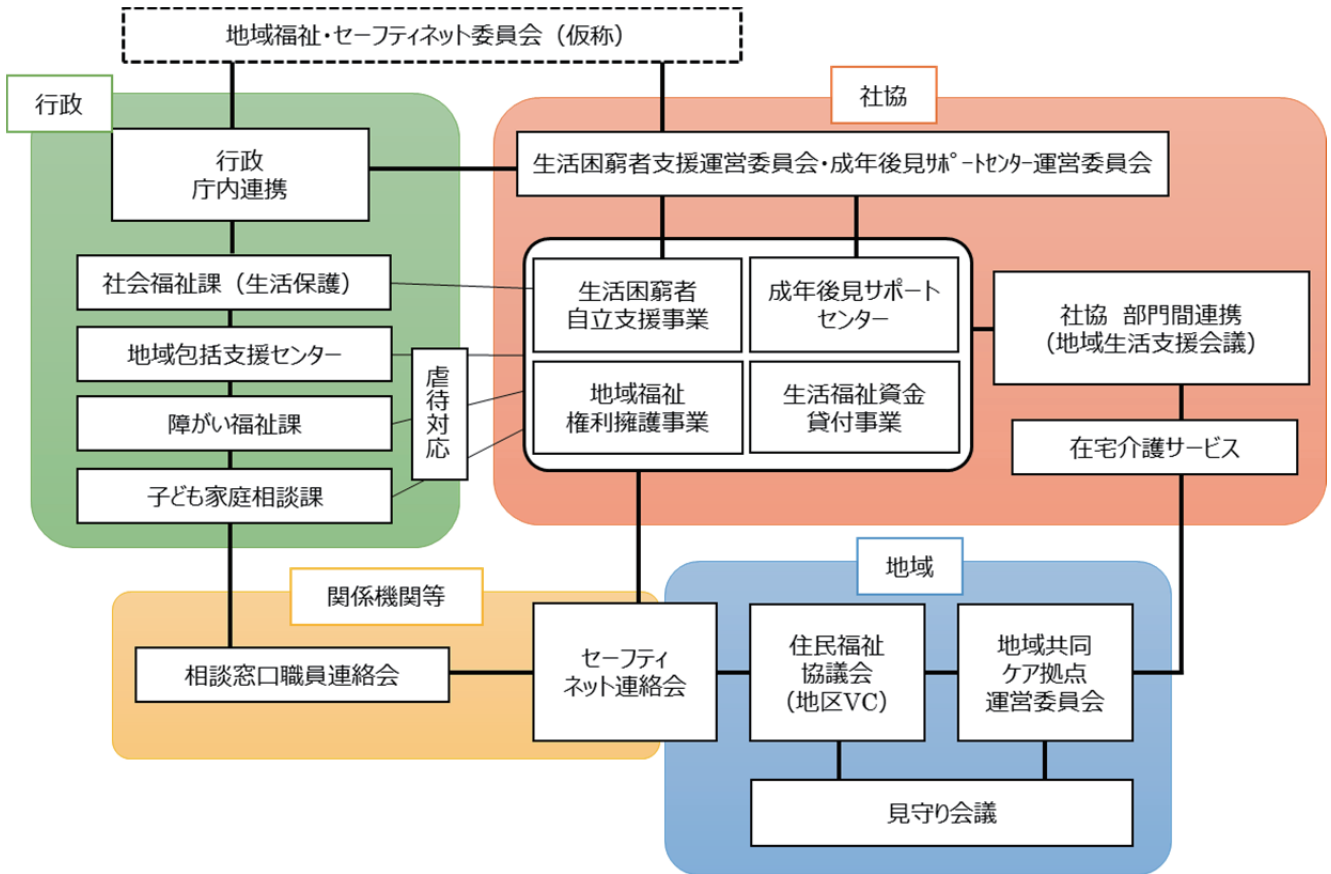 地域福祉・セーフティネット委員会（仮称）
行政
社協
行政
庁内連携
生活困窮者支援運営委員会・成年後見ｻﾎﾟｰﾄセンター運営委員会
社会福祉課（生活保護）
地域包括支援センター
障がい福祉課
子ども家庭相談課
虐待対応
生活困窮者
自立支援事業
成年後見サポート
センター
地域福祉
権利擁護事業
生活福祉資金
貸付事業
社協 部門間連携
（地域生活支援会議）
在宅介護サービス
関係機関等
相談窓口職員連絡会
セーフティ
ネット連絡会
地域
住民福祉
協議会
（地区VC）
地域共同
ケア拠点
運営委員会
見守り会議